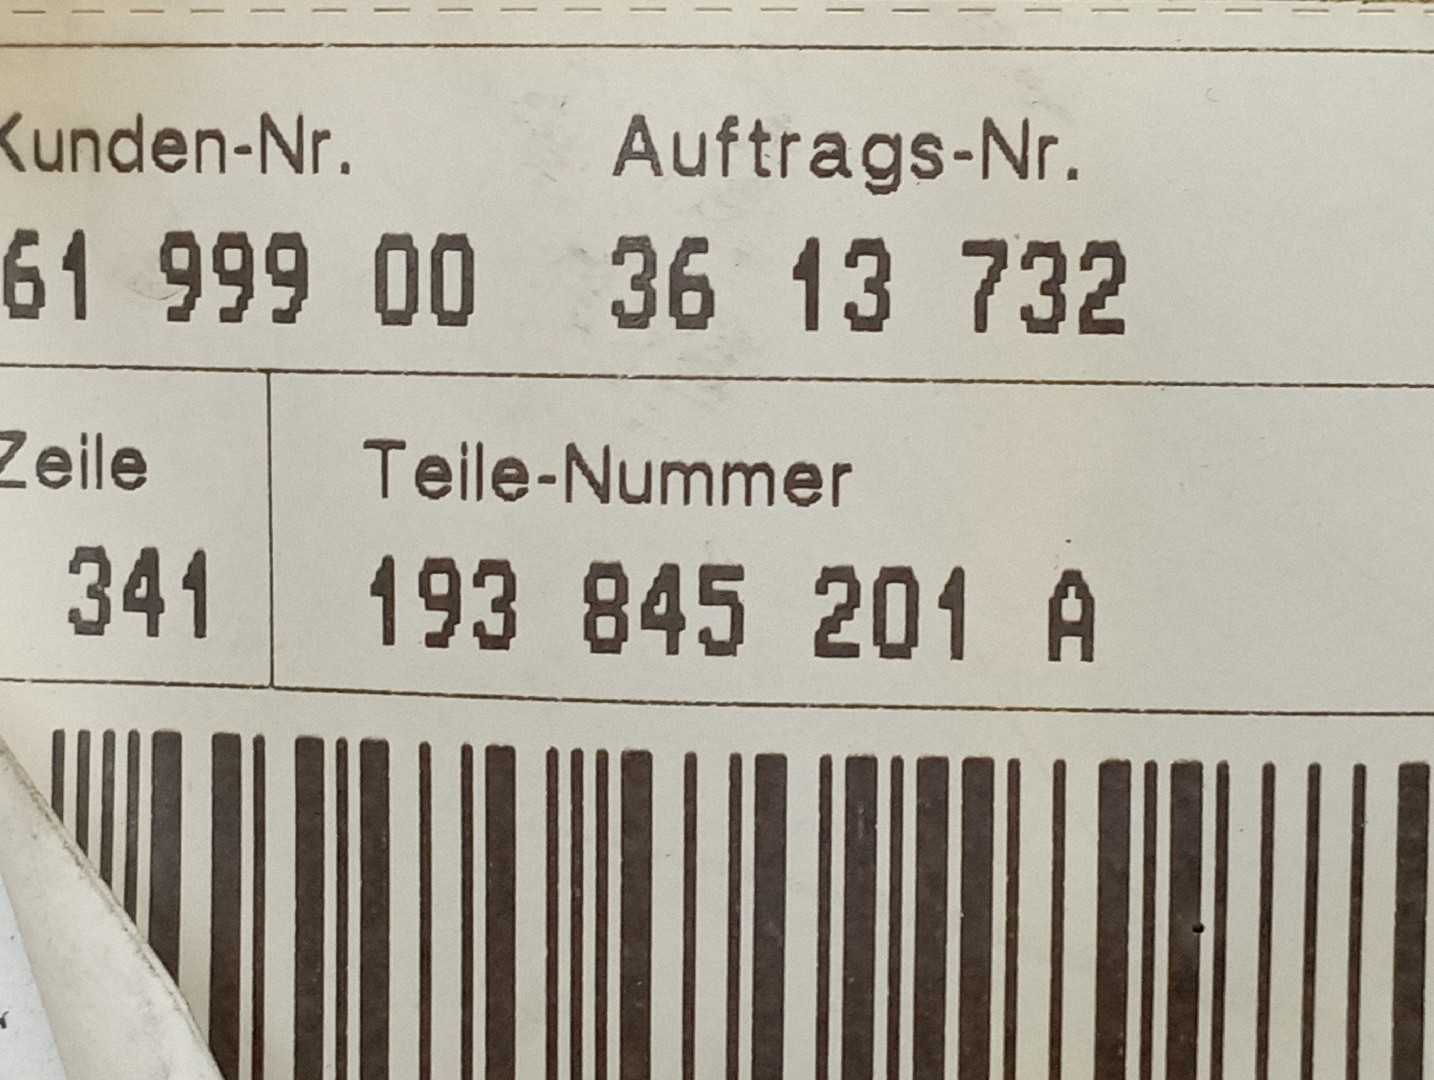 Kunden-Nr. Auftrags-Nr.
61 999 00 36 13 732
Zeile Teile-Nummer
341 193 845 201 A